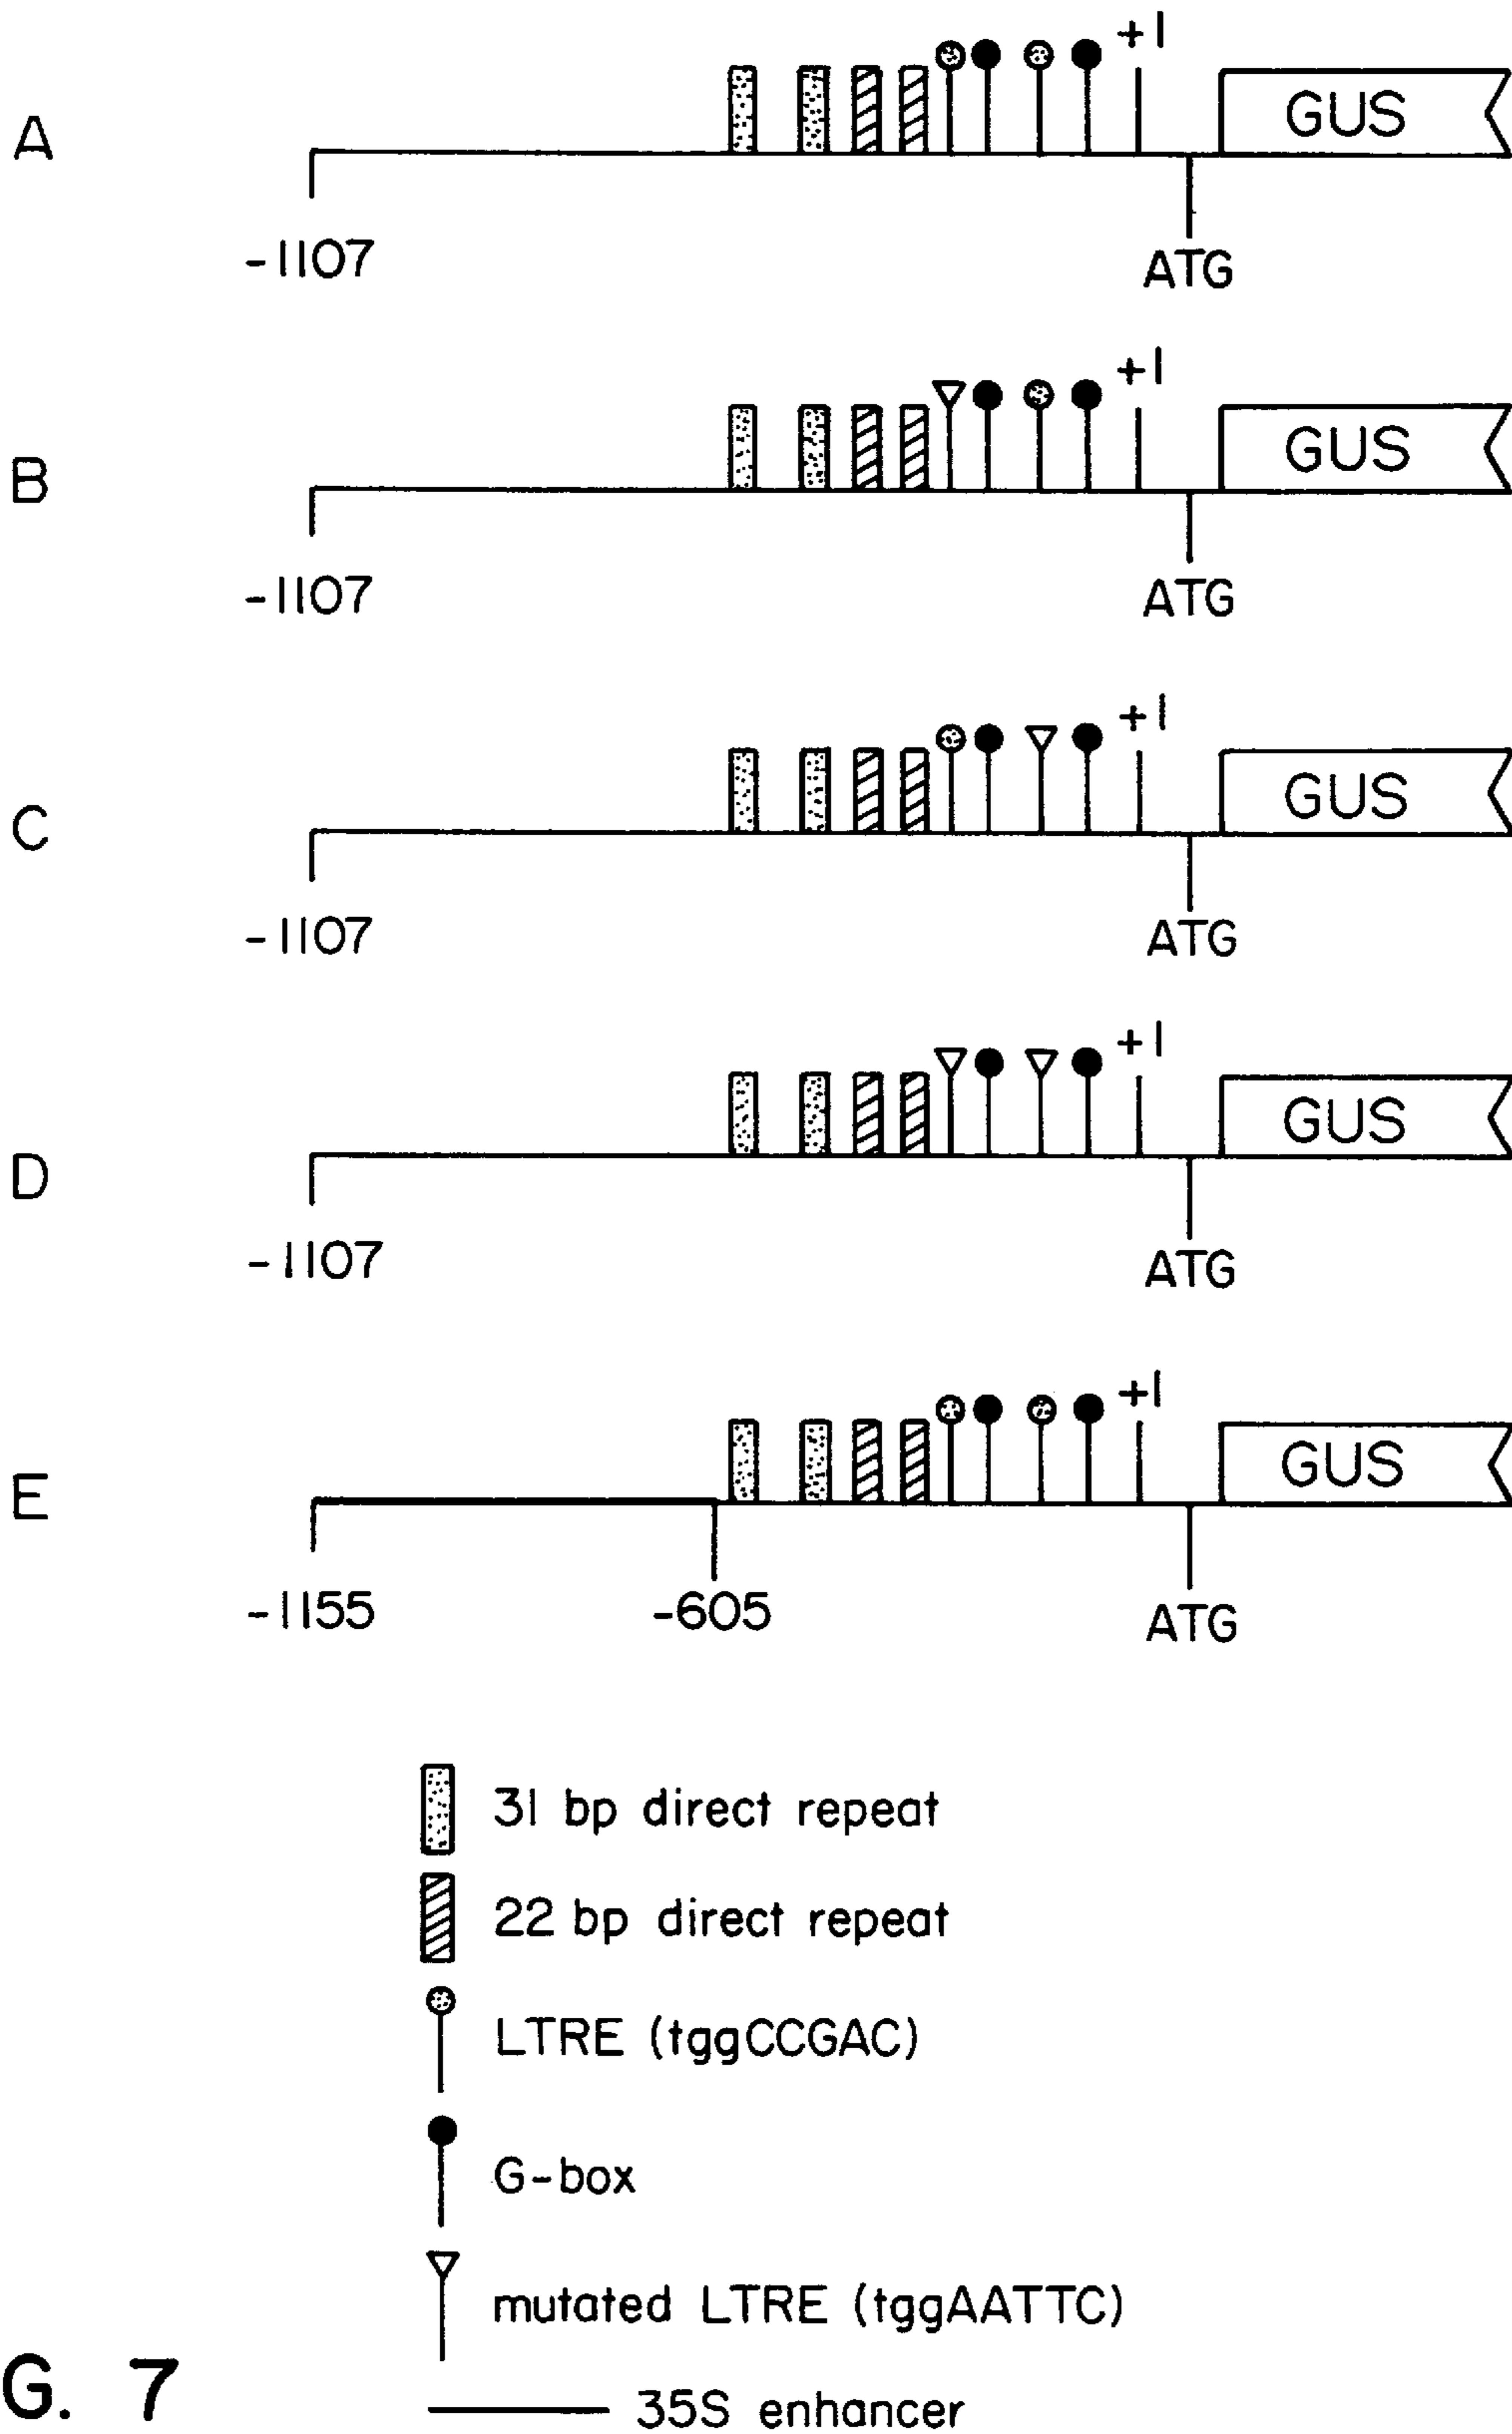 +1
A GUS
-1107 ATG
+1
B GUS
-1107 ATG
+1
C GUS
-1107 ATG
+1
D GUS
-1107 ATG
+1
E GUS
-1155 -605 ATG
31 bp direct repeat
22 bp direct repeat
LTRE (tggCCGAC)
G-box
mutated LTRE (tggAATTC)
35S enhancer
G. 7